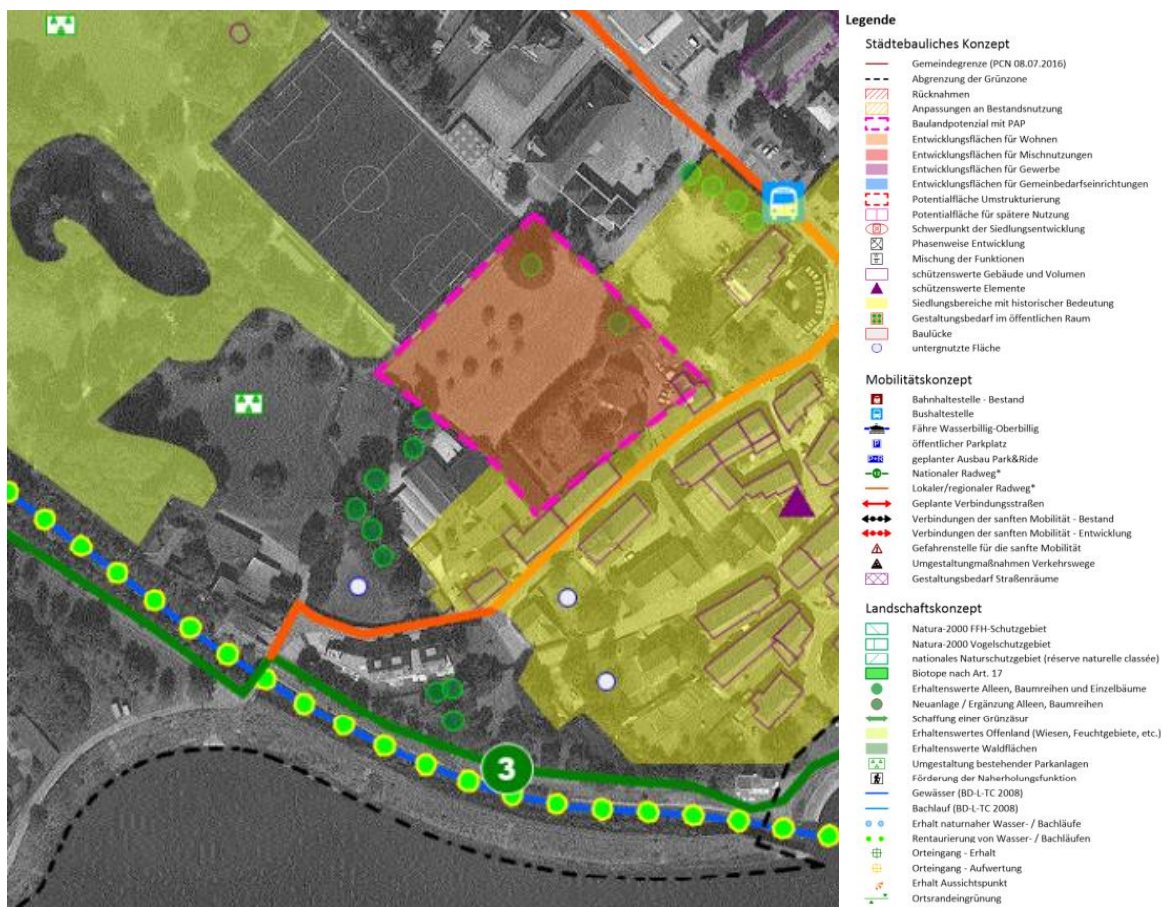 3
Legende
Städtebauliches Konzept
Gemeindegrenze (PCN 08.07.2016)
Abgrenzung der Grünzone
Rücknahmen
Anpassungen an Bestandsnutzung
Baulandpotenzial mit PAP
Entwicklungsflächen für Wohnen
Entwicklungsflächen für Mischnutzungen
Entwicklungsflächen für Gewerbe
Entwicklungsflächen für Gemeinbedarfseinrichtungen
Potentialfläche Umstrukturierung
Potentialfläche für spätere Nutzung
Schwerpunkt der Siedlungsentwicklung
Phasenweise Entwicklung
Mischung der Funktionen
schützenswerte Gebäude und Volumen
schützenswerte Elemente
Siedlungsbereiche mit historischer Bedeutung
Gestaltungsbedarf im öffentlichen Raum
Baulücke
untergnutzte Fläche
Mobilitätskonzept
Bahnhaltestelle - Bestand
Bushaltestelle
Fähre Wasserbillig-Oberbillig
P öffentlicher Parkplatz
P+R geplanter Ausbau Park&Ride
Nationaler Radweg*
Lokaler/regionaler Radweg*
Geplante Verbindungsstraßen
Verbindungen der sanften Mobilität - Bestand
Verbindungen der sanften Mobilität - Entwicklung
Gefahrenstelle für die sanfte Mobilität
Umgestaltungmaßnahmen Verkehrswege
Gestaltungsbedarf Straßenräume
Landschaftskonzept
Natura-2000 FFH-Schutzgebiet
Natura-2000 Vogelschutzgebiet
nationales Naturschutzgebiet (réserve naturelle classée)
Biotope nach Art. 17
Erhaltenswerte Alleen, Baumreihen und Einzelbäume
Neuanlage / Ergänzung Alleen, Baumreihen
Schaffung einer Grünzäsur
Erhaltenswertes Offenland (Wiesen, Feuchtgebiete, etc.)
Erhaltenswerte Waldflächen
Umgestaltung bestehender Parkanlagen
Förderung der Naherholungsfunktion
Gewässer (BD-L-TC 2008)
Bachlauf (BD-L-TC 2008)
Erhalt naturnaher Wasser- / Bachläufe
Rentaurierung von Wasser- / Bachläufen
Orteingang - Erhalt
Orteingang - Aufwertung
Erhalt Aussichtspunkt
Ortsrandeingrünung